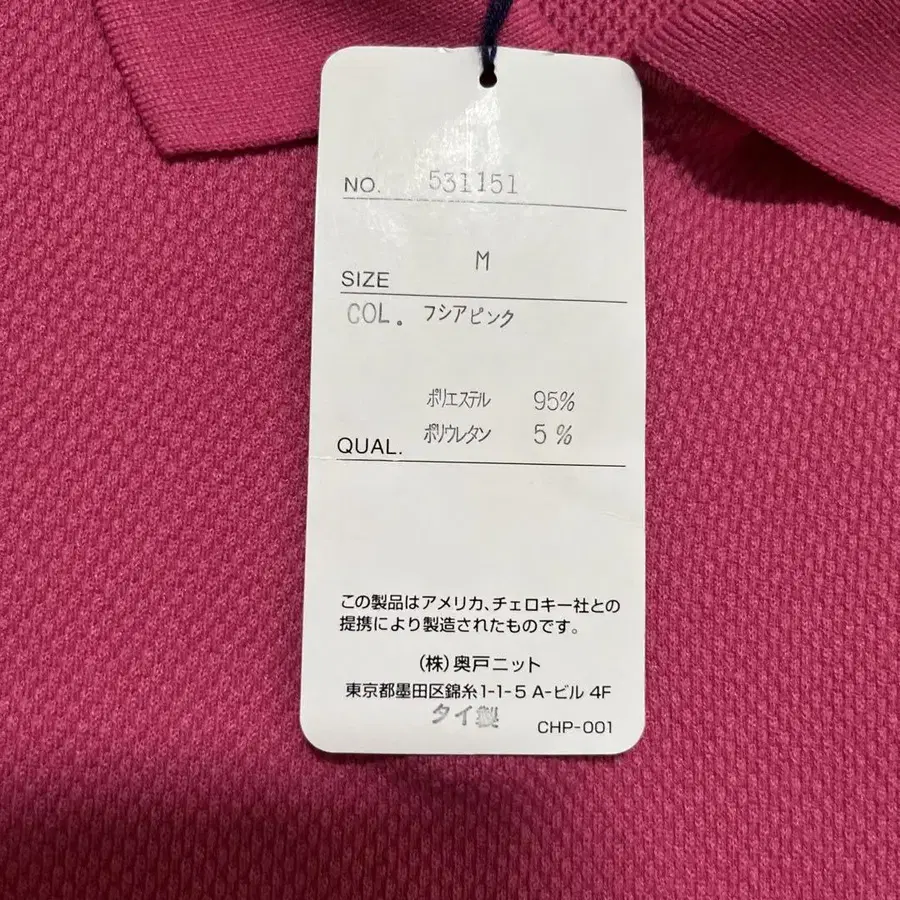 NO. 531151
SIZE M
COL. フシアピンク
ポリエステル 95%
ポリウレタン 5%
QUAL.
この製品はアメリカ、チェロキー社との
提携により製造されたものです。
(株)奥戸ニット
東京都墨田区錦糸1-1-5 A-ビル 4F
タイ製
CHP-001